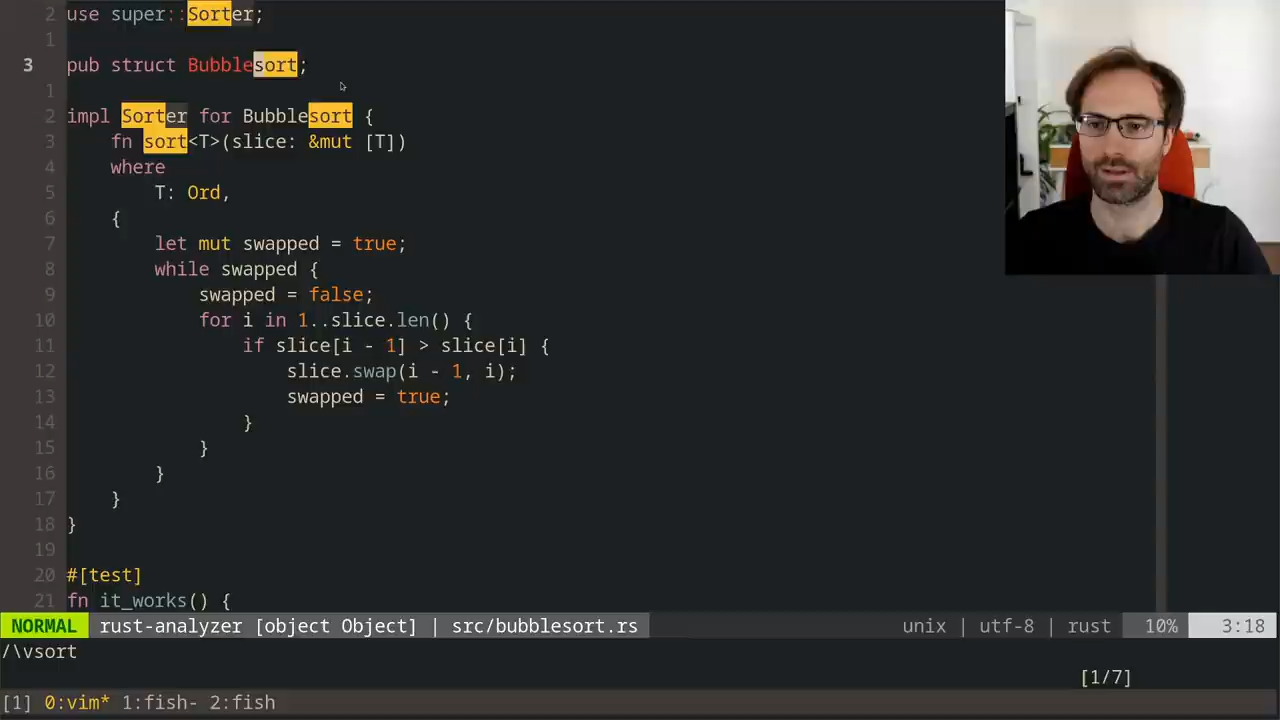 2 use super::Sorter;
1
3 pub struct Bubblesort;
1
2 impl Sorter for Bubblesort {
3 fn sort<T>(slice: &mut [T])
4 where
5 T: Ord,
6 {
7 let mut swapped = true;
8 while swapped {
9 swapped = false;
10 for i in 1..slice.len() {
11 if slice[i - 1] > slice[i] {
12 slice.swap(i - 1, i);
13 swapped = true;
14 }
15 }
16 }
17 }
18 }
19
20 #[test]
21 fn it_works() {
NORMAL rust-analyzer [object Object] | src/bubblesort.rs unix | utf-8 | rust 10% 3:18
/\vsort
[1/7]
[1] 0:vim* 1:fish- 2:fish